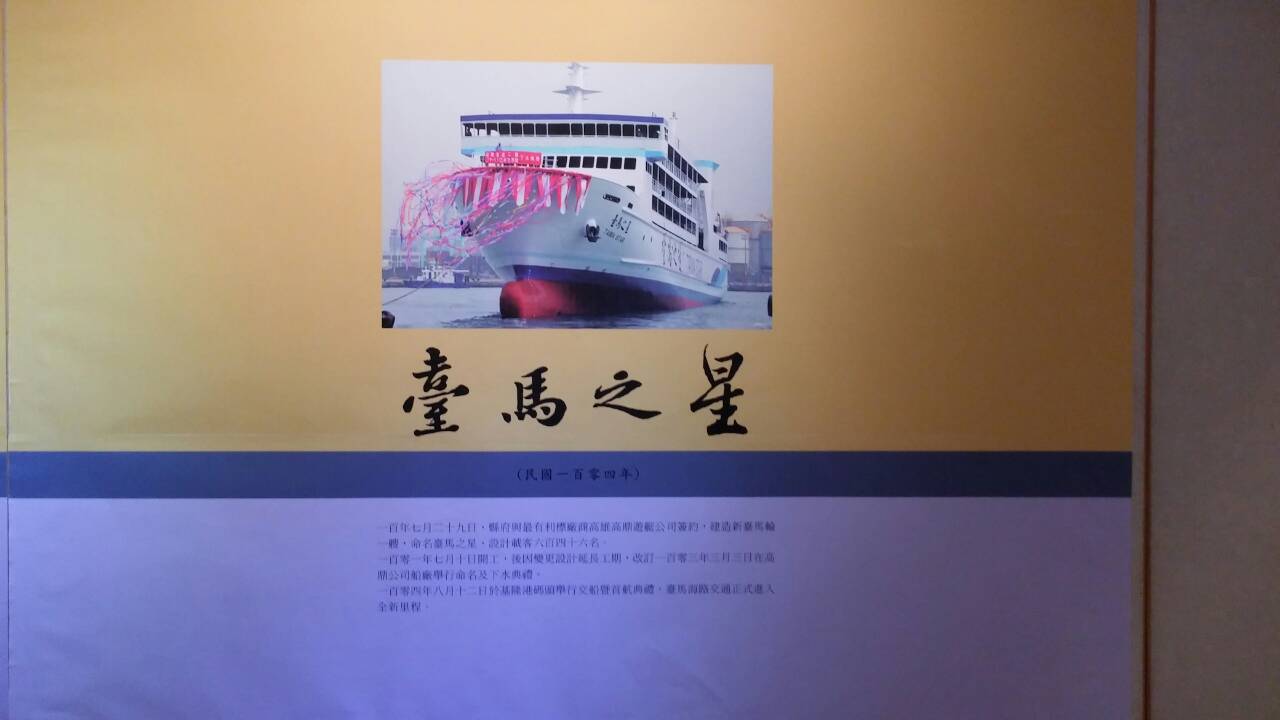 臺馬之星
TAIMA STAR
臺馬之星
(民國一百零四年)
一百年七月二十九日，縣府與最有利標廠商高雄高鼎遊艇公司簽約，建造新臺馬輪
一艘，命名臺馬之星，設計載客六百四十六名。
一百零一年七月十日開工，後因變更設計延長工期，改訂一百零三年三月三日在高
鼎公司船廠舉行命名及下水典禮。
一百零四年八月十二日於基隆港碼頭舉行交船暨首航典禮，臺馬海路交通正式進入
全新里程。